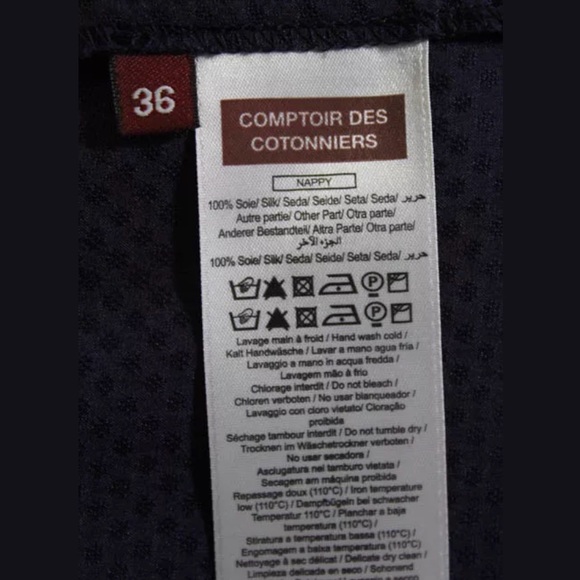 36
COMPTOIR DES
COTONNIERS
NAPPY
100% Soie/ Silk/ Seda/ Seide/ Seta/ Seda/ حرير
Autre partie/ Other Part/ Otra parte/
Anderer Bestandteil/ Altra Parte/ Outra parte/
الجزء الآخر
100% Soie/ Silk/ Seda/ Seide/ Seta/ Seda/ حرير
P
P
Lavage main à froid / Hand wash cold /
Kalt Handwäsche / Lavar a mano agua fria /
Lavaggio a mano in acqua fredda /
Lavagem mão à frio
Chlorage interdit / Do not bleach /
Chloren verboten / No usar blanqueador /
Lavaggio con cloro vietato/ Cloração
proibida
Séchage tambour interdit / Do not tumble dry /
Trocknen im Wäschetrockner verboten /
No usar secadora /
Asciugatura nel tamburo vietata /
Secagem am máquina proibida
Repassage doux (110°C) / Iron temperature
low (110°C) / Dampfbügeln bei schwacher
Temperatur 110°C / Planchar a baja
temperatura (110°C) /
Stiratura a temperatura bassa (110°C) /
Engomagem a baixa temperatura (110°C)
Nettoyage à sec délicat / Delicate dry clean /
Limpieza delicada en seco / Schonend